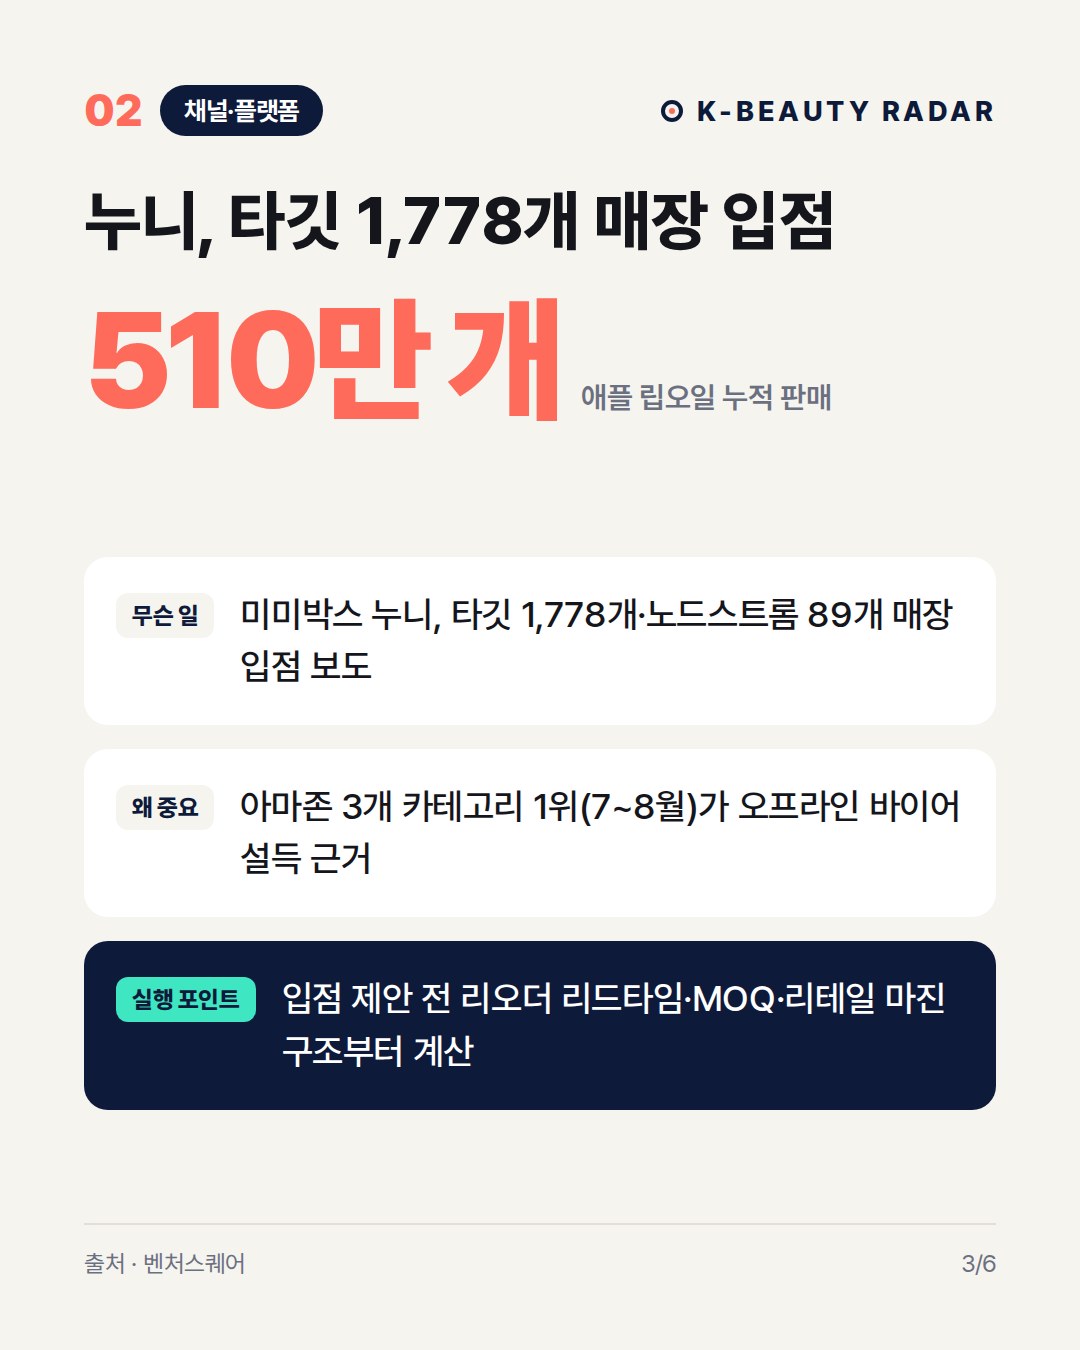 02 채널·플랫폼
K-BEAUTY RADAR
누니, 타깃 1,778개 매장 입점
510만 개 애플 립오일 누적 판매
무슨 일
미미박스 누니, 타깃 1,778개·노드스트롬 89개 매장
입점 보도
왜 중요
아마존 3개 카테고리 1위(7~8월)가 오프라인 바이어
설득 근거
실행 포인트
입점 제안 전 리오더 리드타임·MOQ·리테일 마진
구조부터 계산
출처 · 벤처스퀘어
3/6